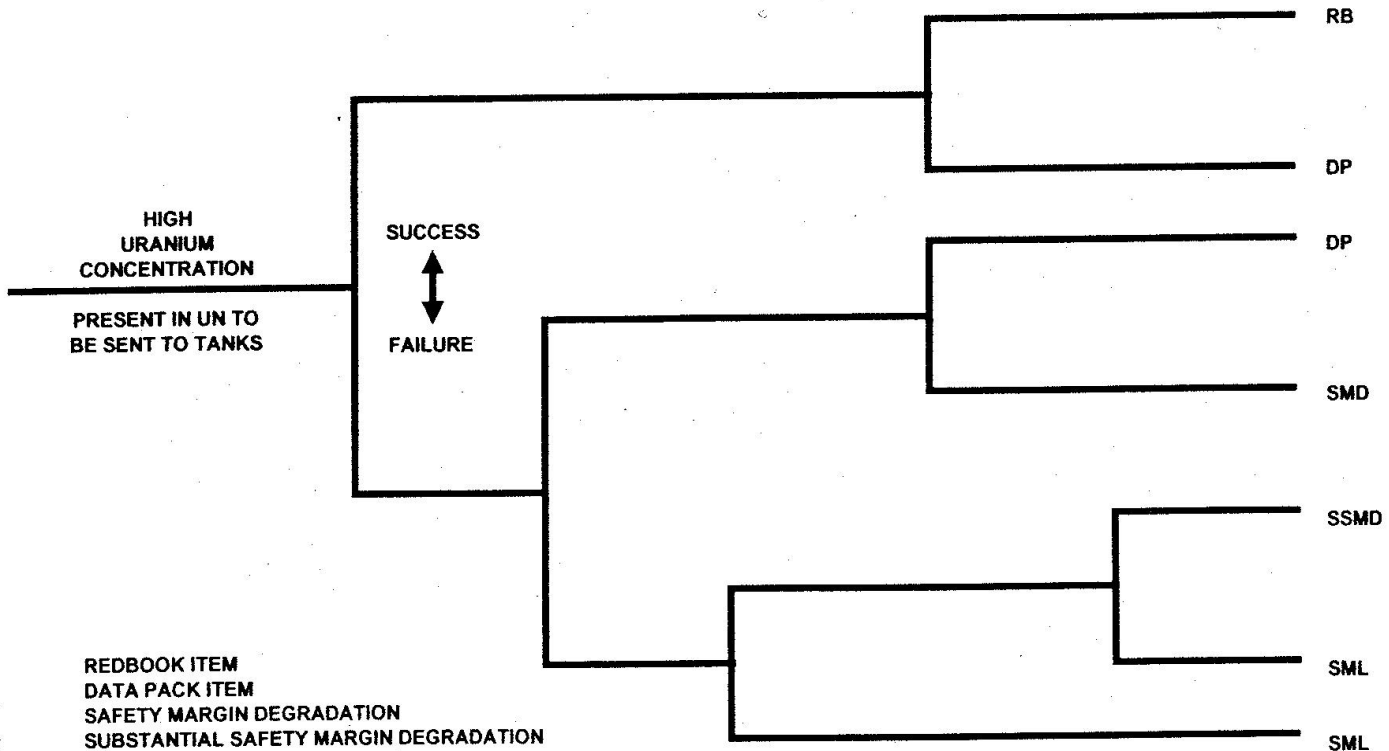 RB
DP
HIGH
URANIUM
CONCENTRATION
PRESENT IN UN TO
BE SENT TO TANKS
SUCCESS
FAILURE
DP
SMD
SSMD
SML
SML
REDBOOK ITEM
DATA PACK ITEM
SAFETY MARGIN DEGRADATION
SUBSTANTIAL SAFETY MARGIN DEGRADATION